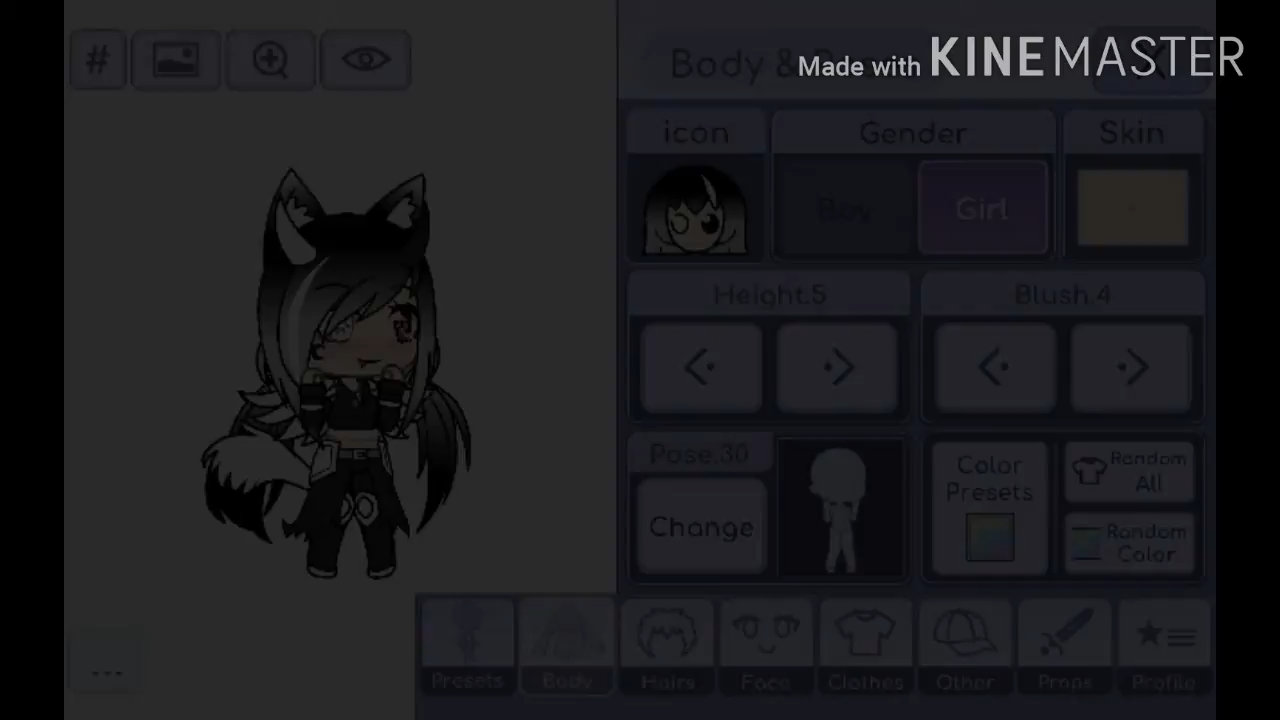 #
Body &
Made with KINEMASTER
icon
Gender
Skin
Boy
Girl
Height.5
Blush.4
Pose.30
Change
Color
Presets
Random
All
Random
Color
...
Presets
Body
Hairs
Face
Clothes
Other
Props
Profile